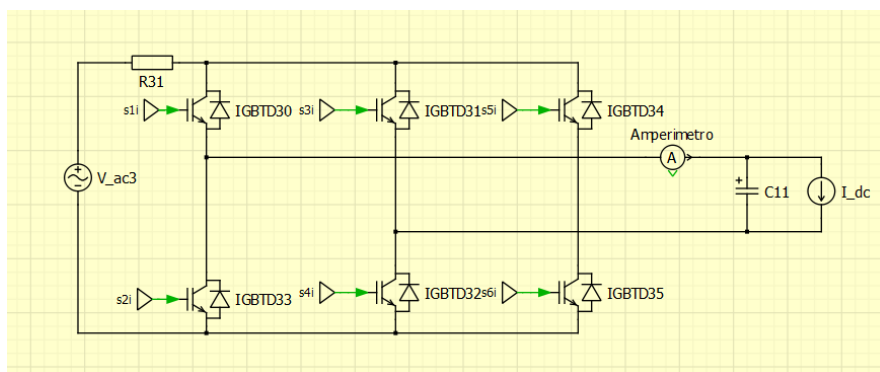 R31
s1i
IGBTD30
s3i
IGBTD31
s5i
IGBTD34
Amperimetro
A
V_ac3
C11
I_dc
s2i
IGBTD33
s4i
IGBTD32
s6i
IGBTD35